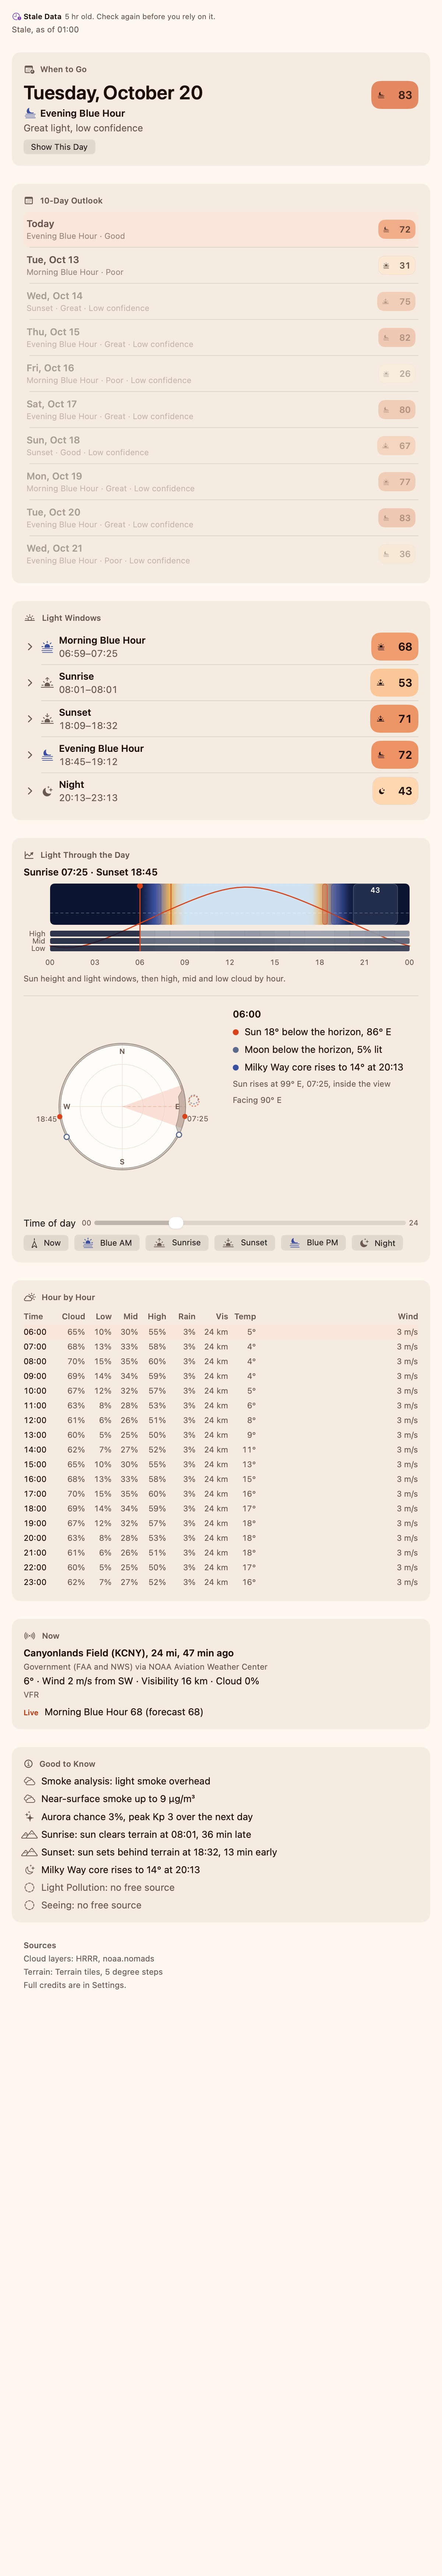 Stale Data 5 hr old. Check again before you rely on it.
Stale, as of 01:00
When to Go
Tuesday, October 20
83
Evening Blue Hour
Great light, low confidence
Show This Day
10-Day Outlook
Today
Evening Blue Hour · Good
72
Tue, Oct 13
Morning Blue Hour · Poor
31
Wed, Oct 14
Sunset · Great · Low confidence
75
Thu, Oct 15
Evening Blue Hour · Great · Low confidence
82
Fri, Oct 16
Morning Blue Hour · Poor · Low confidence
26
Sat, Oct 17
Evening Blue Hour · Great · Low confidence
80
Sun, Oct 18
Sunset · Good · Low confidence
67
Mon, Oct 19
Morning Blue Hour · Great · Low confidence
77
Tue, Oct 20
Evening Blue Hour · Great · Low confidence
83
Wed, Oct 21
Evening Blue Hour · Poor · Low confidence
36
Light Windows
Morning Blue Hour
06:59–07:25
68
Sunrise
08:01–08:01
53
Sunset
18:09–18:32
71
Evening Blue Hour
18:45–19:12
72
Night
20:13–23:13
43
Light Through the Day
Sunrise 07:25 · Sunset 18:45
43
High
Mid
Low
00 03 06 09 12 15 18 21 00
Sun height and light windows, then high, mid and low cloud by hour.
06:00
Sun 18° below the horizon, 86° E
Moon below the horizon, 5% lit
Milky Way core rises to 14° at 20:13
Sun rises at 99° E, 07:25, inside the view
Facing 90° E
N
W
E
S
18:45
07:25
Time of day 00 24
Now Blue AM Sunrise Sunset Blue PM Night
Hour by Hour
Time Cloud Low Mid High Rain Vis Temp Wind
06:00 65% 10% 30% 55% 3% 24 km 5° 3 m/s
07:00 68% 13% 33% 58% 3% 24 km 4° 3 m/s
08:00 70% 15% 35% 60% 3% 24 km 4° 3 m/s
09:00 69% 14% 34% 59% 3% 24 km 4° 3 m/s
10:00 67% 12% 32% 57% 3% 24 km 5° 3 m/s
11:00 63% 8% 28% 53% 3% 24 km 6° 3 m/s
12:00 61% 6% 26% 51% 3% 24 km 8° 3 m/s
13:00 60% 5% 25% 50% 3% 24 km 9° 3 m/s
14:00 62% 7% 27% 52% 3% 24 km 11° 3 m/s
15:00 65% 10% 30% 55% 3% 24 km 13° 3 m/s
16:00 68% 13% 33% 58% 3% 24 km 15° 3 m/s
17:00 70% 15% 35% 60% 3% 24 km 16° 3 m/s
18:00 69% 14% 34% 59% 3% 24 km 17° 3 m/s
19:00 67% 12% 32% 57% 3% 24 km 18° 3 m/s
20:00 63% 8% 28% 53% 3% 24 km 18° 3 m/s
21:00 61% 6% 26% 51% 3% 24 km 18° 3 m/s
22:00 60% 5% 25% 50% 3% 24 km 17° 3 m/s
23:00 62% 7% 27% 52% 3% 24 km 16° 3 m/s
Now
Canyonlands Field (KCNY), 24 mi, 47 min ago
Government (FAA and NWS) via NOAA Aviation Weather Center
6° · Wind 2 m/s from SW · Visibility 16 km · Cloud 0%
VFR
Live Morning Blue Hour 68 (forecast 68)
Good to Know
Smoke analysis: light smoke overhead
Near-surface smoke up to 9 µg/m³
Aurora chance 3%, peak Kp 3 over the next day
Sunrise: sun clears terrain at 08:01, 36 min late
Sunset: sun sets behind terrain at 18:32, 13 min early
Milky Way core rises to 14° at 20:13
Light Pollution: no free source
Seeing: no free source
Sources
Cloud layers: HRRR, noaa.nomads
Terrain: Terrain tiles, 5 degree steps
Full credits are in Settings.